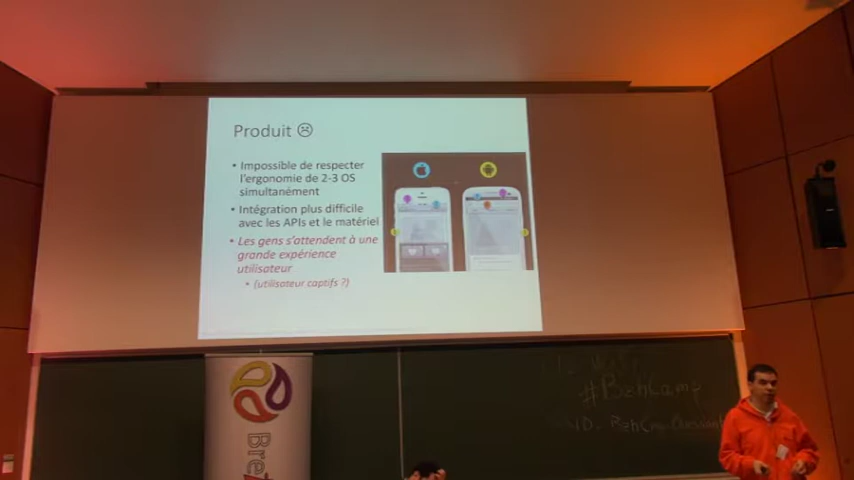 Produit ☹
• Impossible de respecter
l'ergonomie de 2-3 OS
simultanément
• Intégration plus difficile
avec les APIs et le matériel
• Les gens s'attendent à une
grande expérience
utilisateur
• (utilisateur captifs ?)
#BzhCamp
Bre